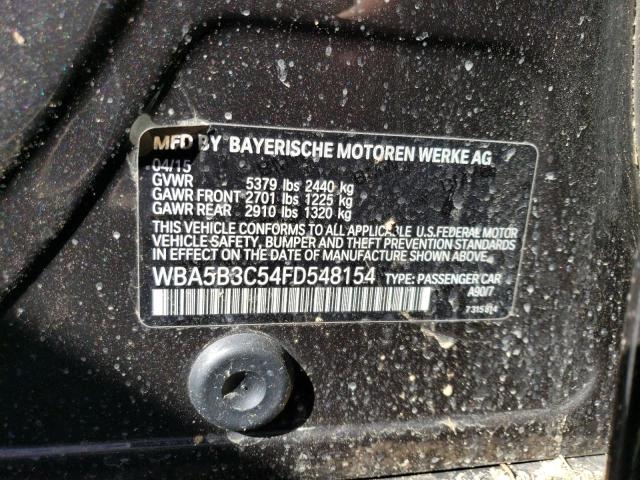 MFD BY BAYERISCHE MOTOREN WERKE AG
04/15
GVWR 5379 lbs 2440 kg
GAWR FRONT 2701 lbs 1225 kg
GAWR REAR 2910 lbs 1320 kg
THIS VEHICLE CONFORMS TO ALL APPLICABLE U.S.FEDERAL MOTOR
VEHICLE SAFETY, BUMPER AND THEFT PREVENTION STANDARDS
IN EFFECT ON THE DATE OF MANUFACTURE SHOWN ABOVE.
WBA5B3C54FD548154 TYPE: PASSENGER CAR
A90/7
7315814